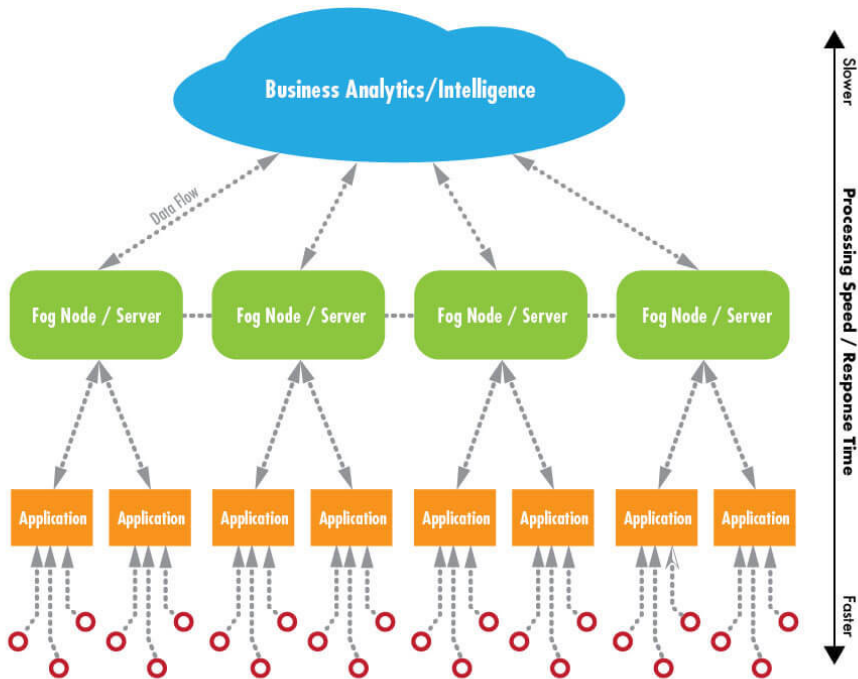 Business Analytics/Intelligence
Slower
Data Flow
Processing Speed / Response Time
Fog Node / Server
Fog Node / Server
Fog Node / Server
Fog Node / Server
Application
Application
Application
Application
Application
Application
Application
Application
Faster